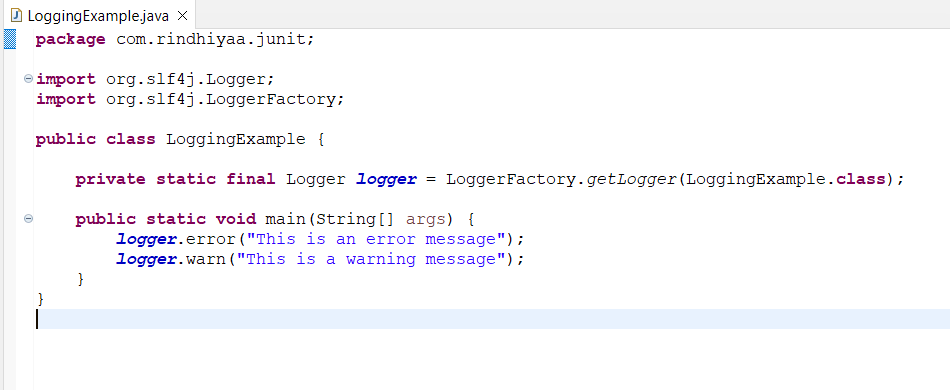 LoggingExample.java
package com.rindhiyaa.junit;
import org.slf4j.Logger;
import org.slf4j.LoggerFactory;
public class LoggingExample {
    private static final Logger logger = LoggerFactory.getLogger(LoggingExample.class);
    public static void main(String[] args) {
        logger.error("This is an error message");
        logger.warn("This is a warning message");
    }
}